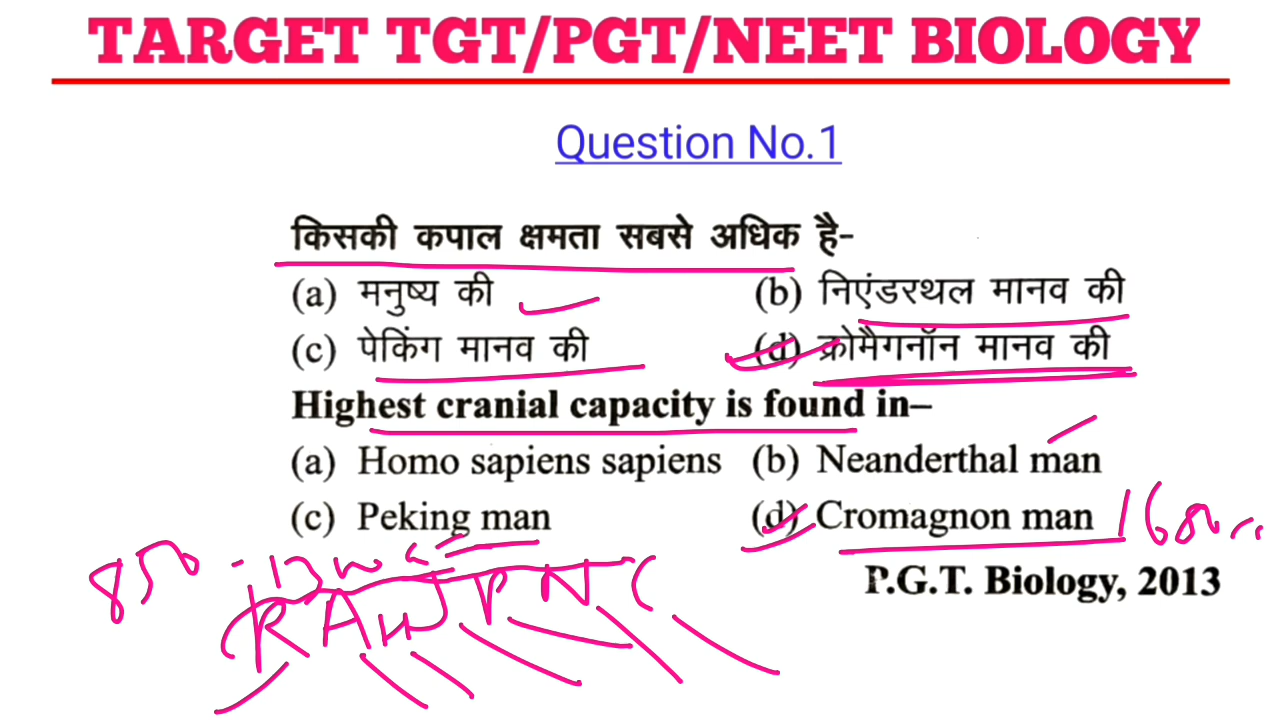 TARGET TGT/PGT/NEET BIOLOGY
Question No.1
किसकी कपाल क्षमता सबसे अधिक है-
(a) मनुष्य की (b) निएंडरथल मानव की
(c) पेकिंग मानव की (d) क्रोमैगनॉन मानव की
Highest cranial capacity is found in–
(a) Homo sapiens sapiens (b) Neanderthal man
(c) Peking man (d) Cromagnon man
850
P.G.T. Biology, 2013